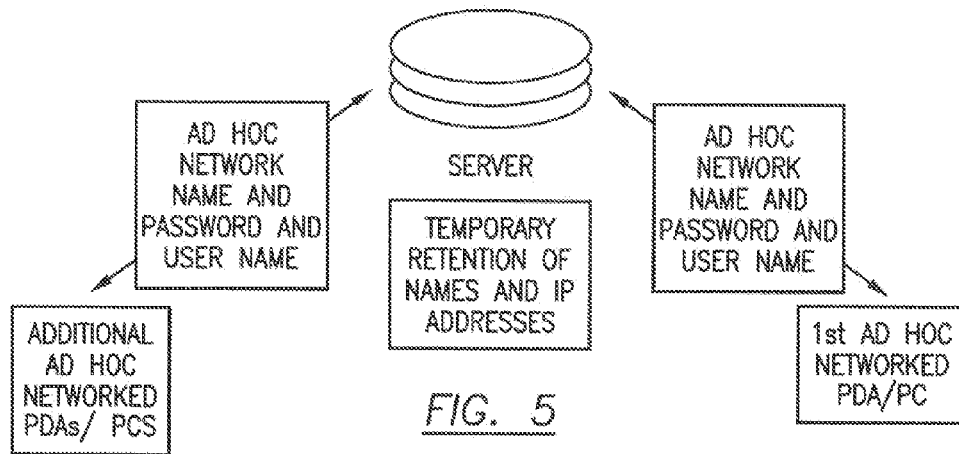 AD HOC
NETWORK
NAME AND
PASSWORD AND
USER NAME
SERVER
TEMPORARY
RETENTION OF
NAMES AND IP
ADDRESSES
AD HOC
NETWORK
NAME AND
PASSWORD AND
USER NAME
ADDITIONAL
AD HOC
NETWORKED
PDAs/ PCS
1st AD HOC
NETWORKED
PDA/PC
FIG. 5